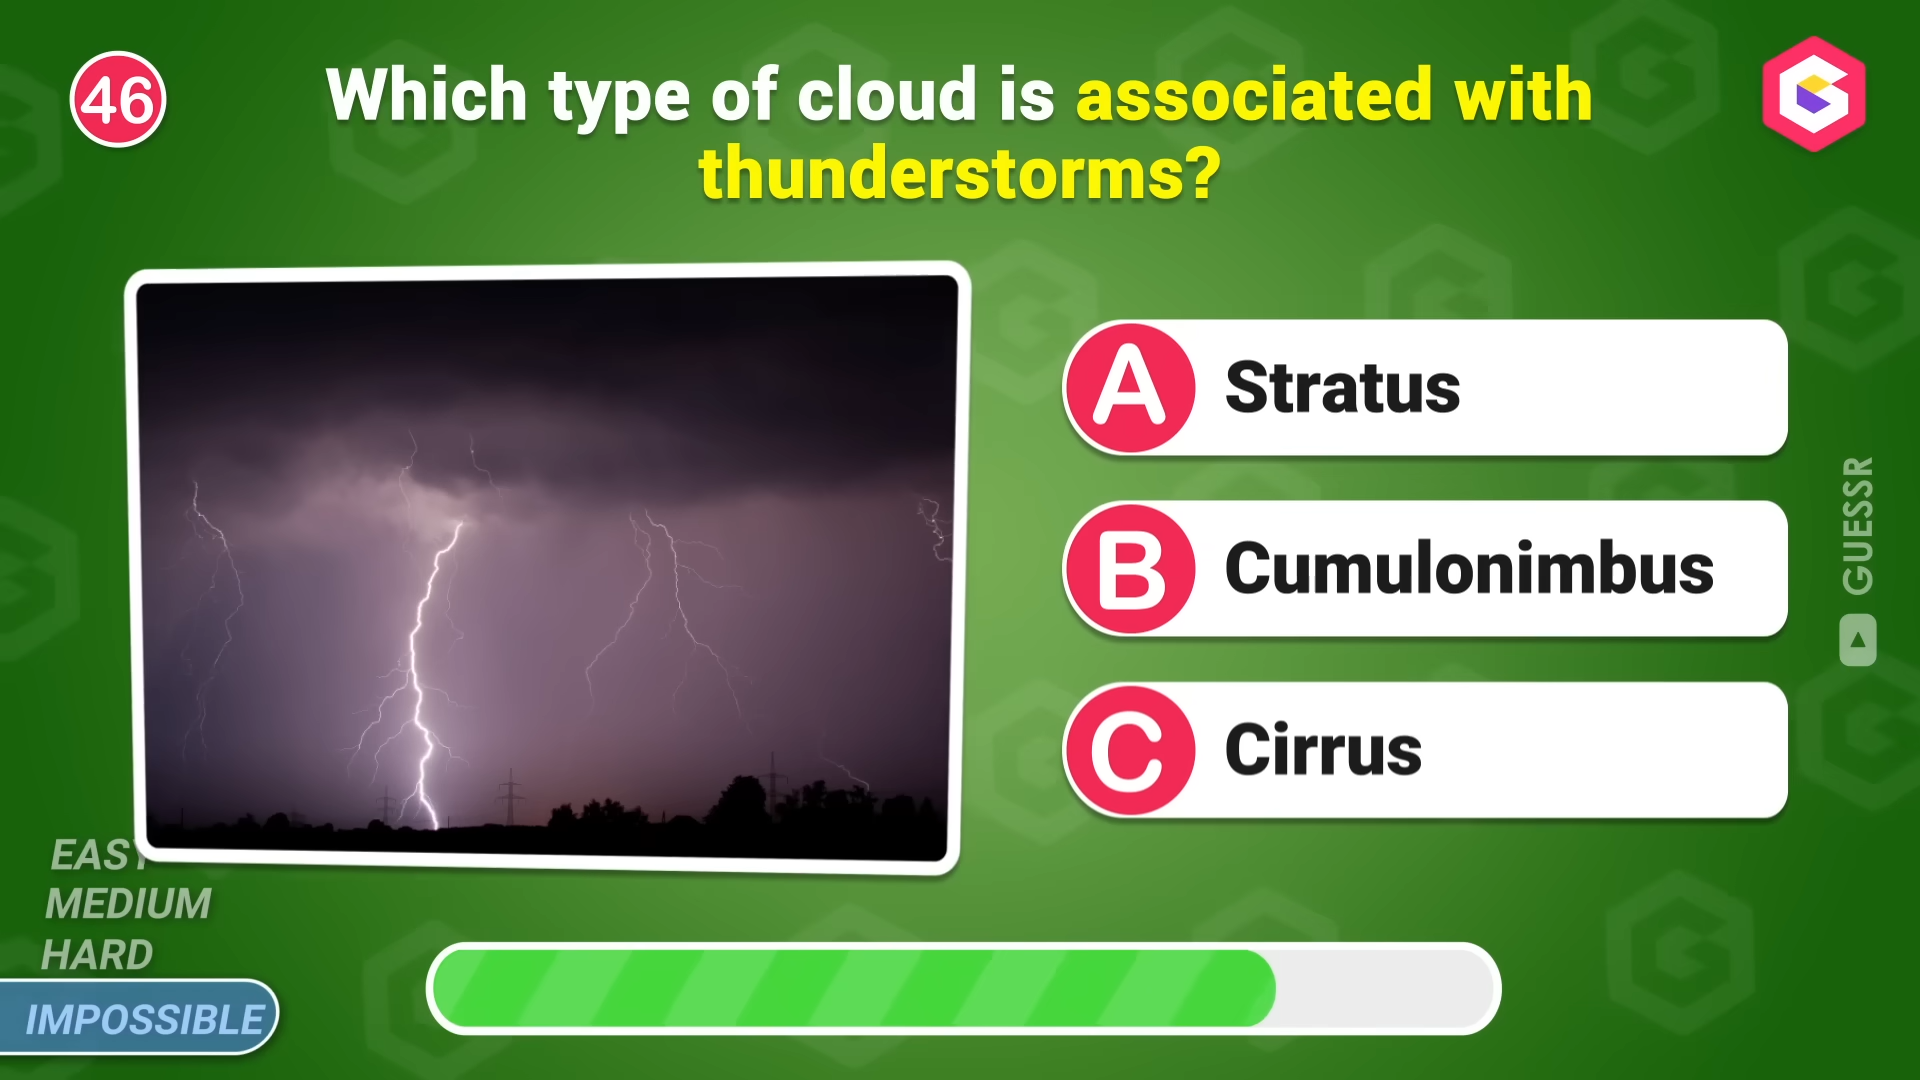 46
Which type of cloud is associated with
thunderstorms?
A Stratus
B Cumulonimbus
C Cirrus
GUESSR
EASY
MEDIUM
HARD
IMPOSSIBLE